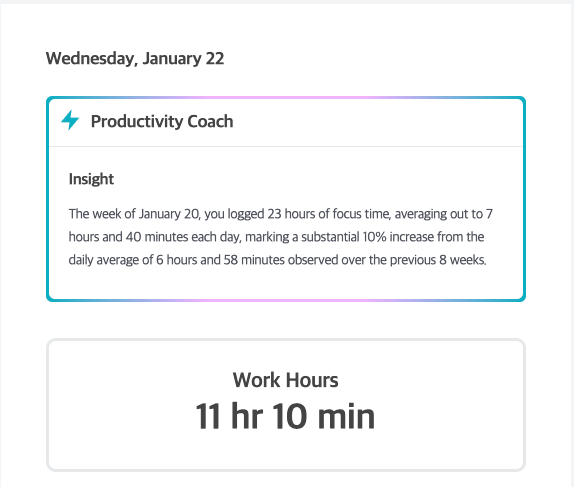 Wednesday, January 22
Productivity Coach
Insight
The week of January 20, you logged 23 hours of focus time, averaging out to 7
hours and 40 minutes each day, marking a substantial 10% increase from the
daily average of 6 hours and 58 minutes observed over the previous 8 weeks.
Work Hours
11 hr 10 min